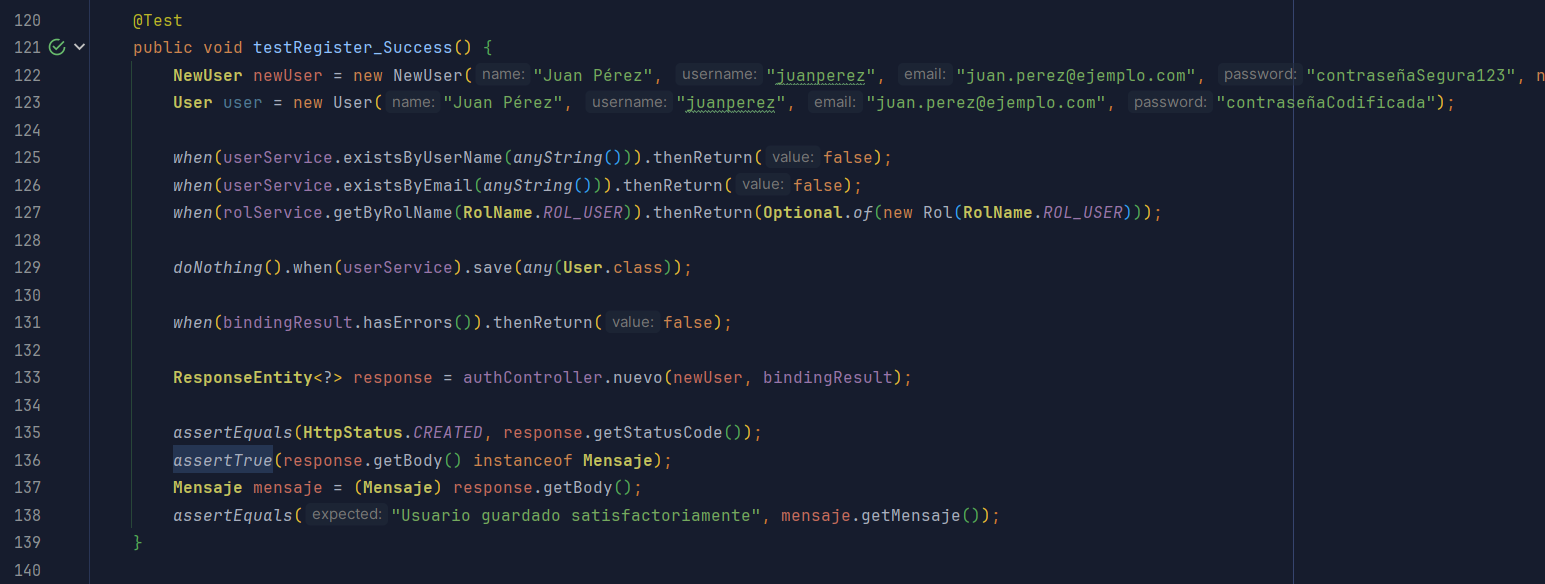 120 @Test
121 public void testRegister_Success() {
122 NewUser newUser = new NewUser( name: "Juan Pérez", username: "juanperez", email: "juan.perez@ejemplo.com", password: "contraseñaSegura123", n
123 User user = new User( name: "Juan Pérez", username: "juanperez", email: "juan.perez@ejemplo.com", password: "contraseñaCodificada");
124
125 when(userService.existsByUserName(anyString())).thenReturn( value: false);
126 when(userService.existsByEmail(anyString())).thenReturn( value: false);
127 when(rolService.getByRolName(RolName.ROL_USER)).thenReturn(Optional.of(new Rol(RolName.ROL_USER)));
128
129 doNothing().when(userService).save(any(User.class));
130
131 when(bindingResult.hasErrors()).thenReturn( value: false);
132
133 ResponseEntity<?> response = authController.nuevo(newUser, bindingResult);
134
135 assertEquals(HttpStatus.CREATED, response.getStatusCode());
136 assertTrue(response.getBody() instanceof Mensaje);
137 Mensaje mensaje = (Mensaje) response.getBody();
138 assertEquals( expected: "Usuario guardado satisfactoriamente", mensaje.getMensaje());
139 }
140